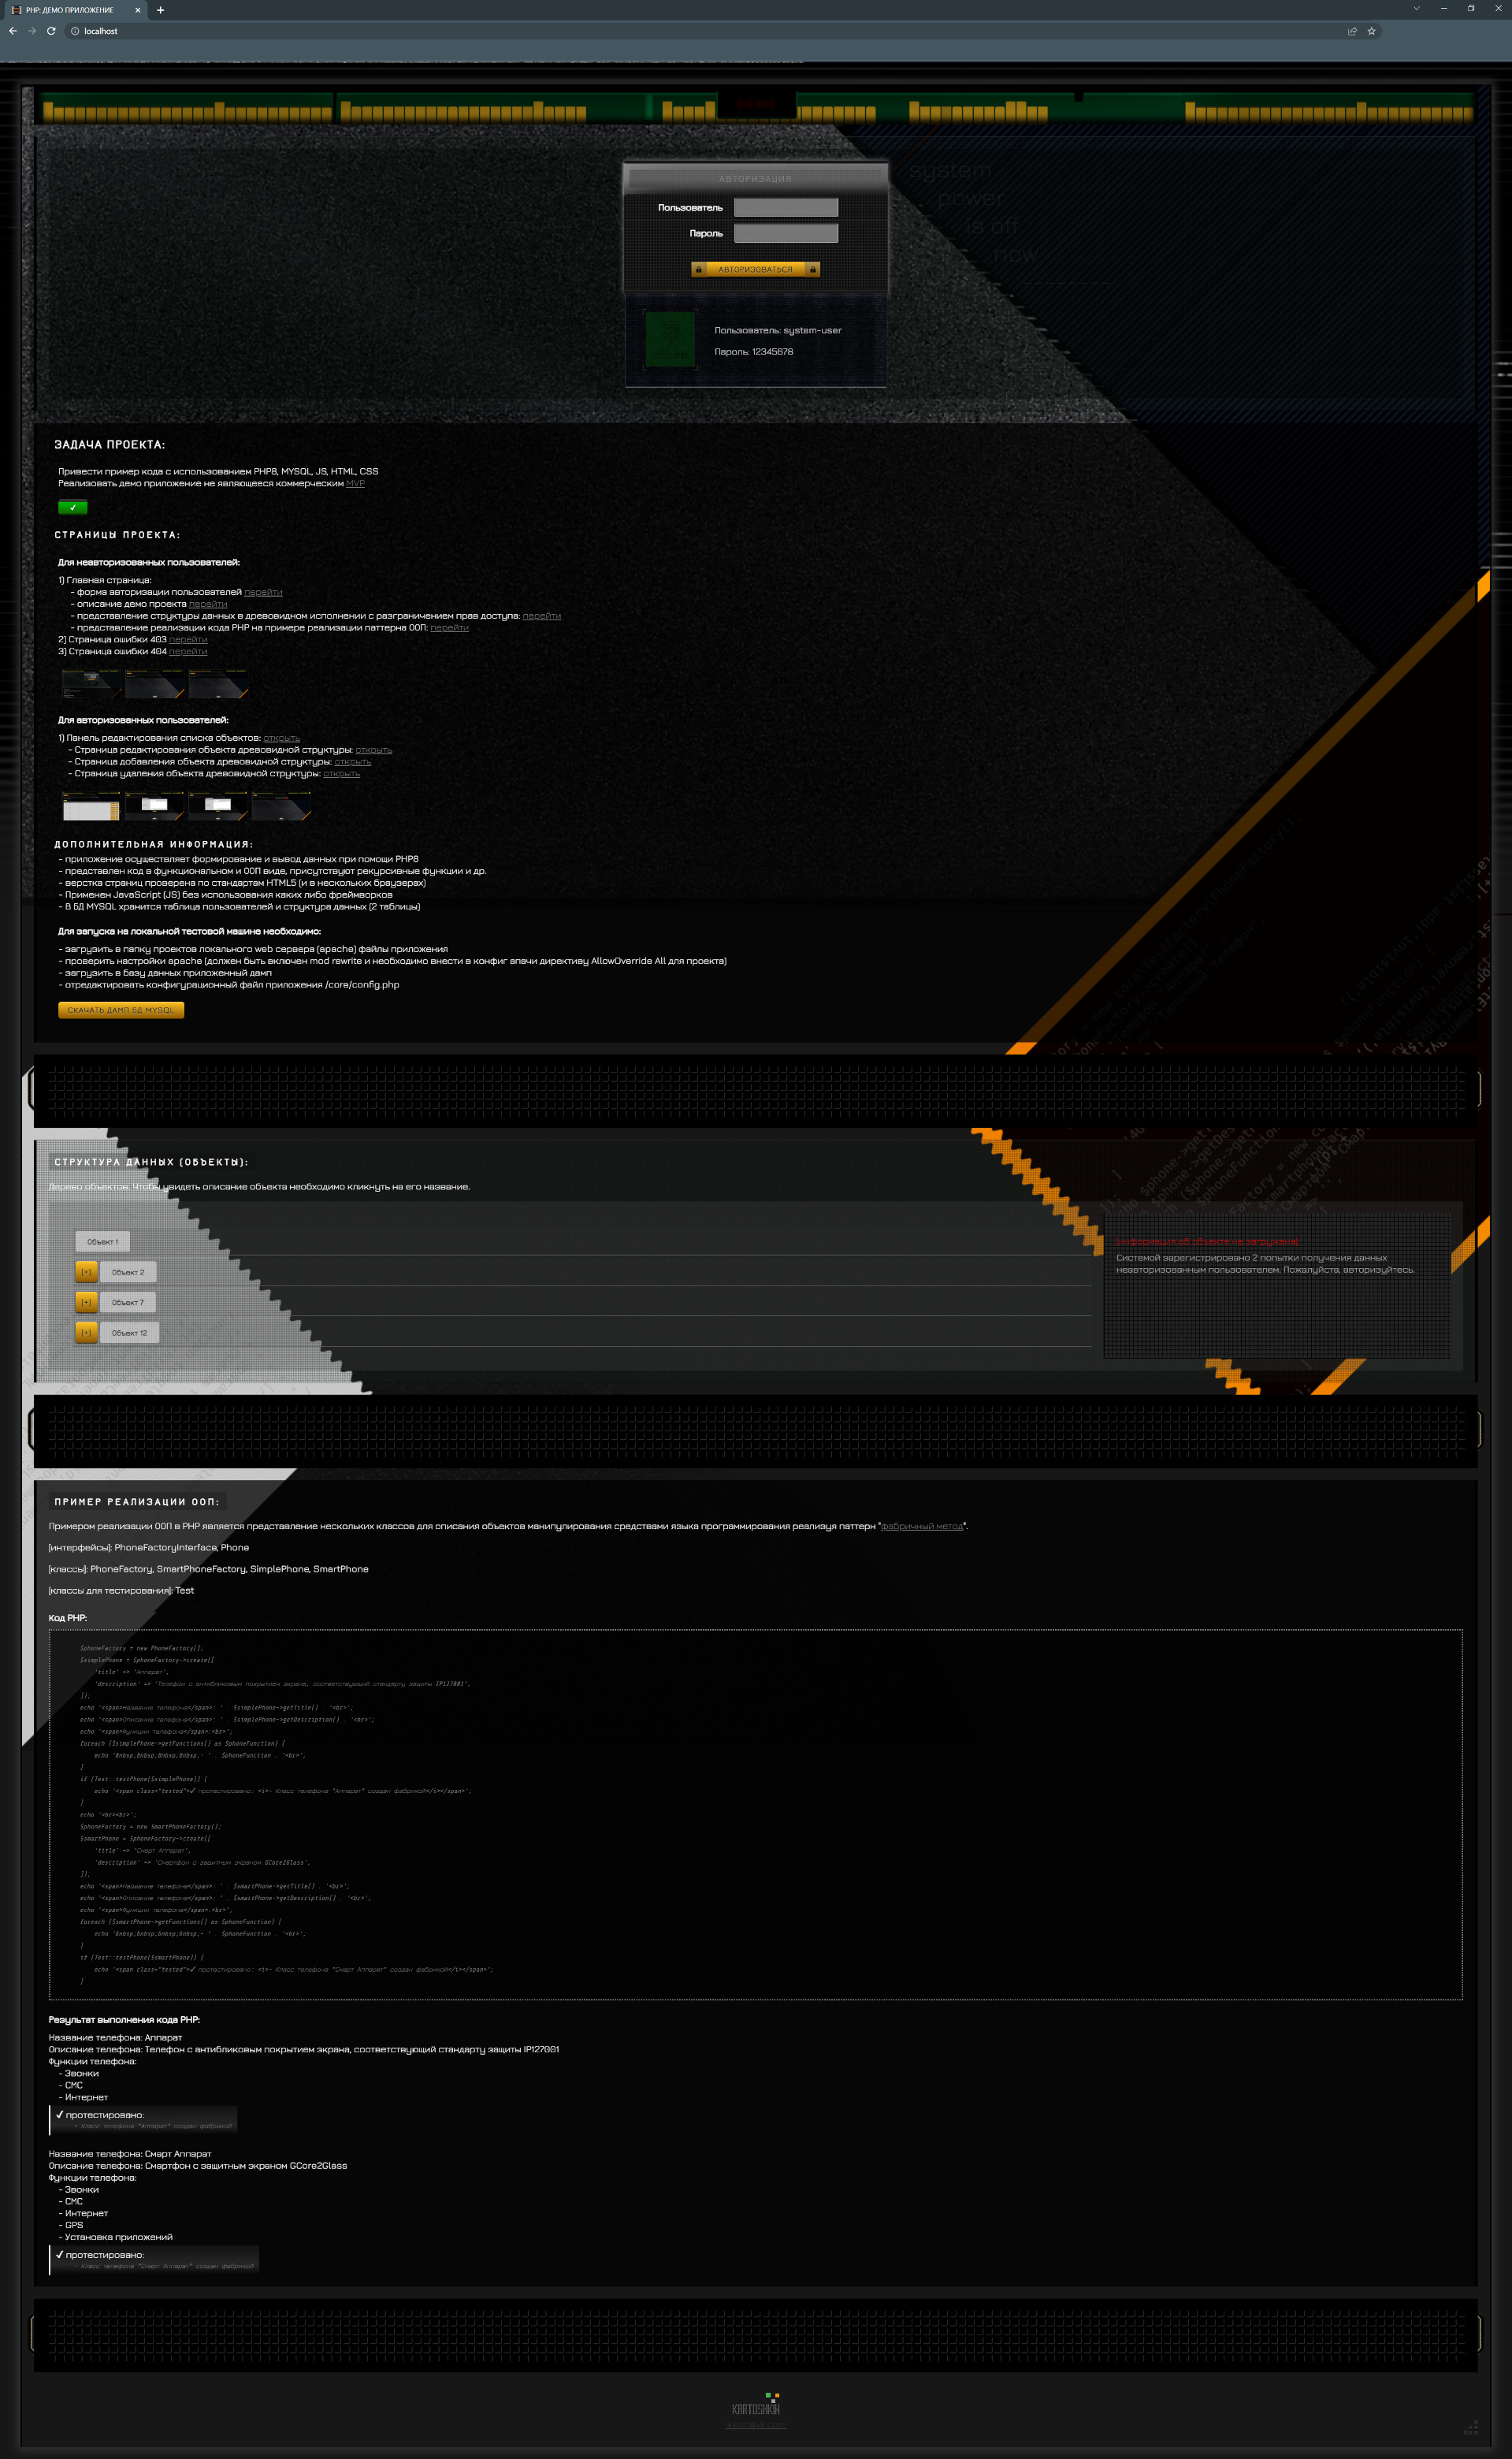 PHP: ДЕМО ПРИЛОЖЕНИЕ
localhost
DEMO
АВТОРИЗАЦИЯ
system
power
is off
now
Пользователь
Пароль
АВТОРИЗОВАТЬСЯ
Пользователь: system-user
Пароль: 12345678
ЗАДАЧА ПРОЕКТА:
Привести пример кода с использованием PHP8, MYSQL, JS, HTML, CSS
Реализовать демо приложение не являющееся коммерческим MVP
СТРАНИЦЫ ПРОЕКТА:
Для неавторизованных пользователей:
1) Главная страница:
- форма авторизации пользователей перейти
- описание демо проекта перейти
- представление структуры данных в древовидном исполнении с разграничением прав доступа: перейти
- представление реализации кода PHP на примере реализации паттерна ООП: перейти
2) Страница ошибки 403 перейти
3) Страница ошибки 404 перейти
Для авторизованных пользователей:
1) Панель редактирования списка объектов: открыть
- Страница редактирования объекта древовидной структуры: открыть
- Страница добавления объекта древовидной структуры: открыть
- Страница удаления объекта древовидной структуры: открыть
ДОПОЛНИТЕЛЬНАЯ ИНФОРМАЦИЯ:
- приложение осуществляет формирование и вывод данных при помощи PHP8
- представлен код в функциональном и ООП виде, присутствуют рекурсивные функции и др.
- верстка страниц проверена по стандартам HTML5 (и в нескольких браузерах)
- Применен JavaScript (JS) без использования каких либо фреймворков
- В БД MYSQL хранится таблица пользователей и структура данных (2 таблицы)
Для запуска на локальной тестовой машине необходимо:
- загрузить в папку проектов локального web сервера (apache) файлы приложения
- проверить настройки apache (должен быть включен mod rewrite и необходимо внести в конфиг апачи директиву AllowOverride All для проекта)
- загрузить в базу данных приложенный дамп
- отредактировать конфигурационный файл приложения /core/config.php
СКАЧАТЬ ДАМП БД MYSQL
СТРУКТУРА ДАННЫХ (ОБЪЕКТЫ):
Дерево объектов. Чтобы увидеть описание объекта необходимо кликнуть на его название.
Объект 1
[+] Объект 2
[+] Объект 7
[+] Объект 12
(информация об объекте не загружена)
Системой зарегистрировано 2 попытки получения данных
неавторизованным пользователем. Пожалуйста, авторизуйтесь.
ПРИМЕР РЕАЛИЗАЦИИ ООП:
Примером реализации ООП в PHP является представление нескольких классов для списания объектов манипулирования средствами языка программирования реализуя паттерн "фабричный метод".
(интерфейсы): PhoneFactoryInterface, Phone
(классы): PhoneFactory, SmartPhoneFactory, SimplePhone, SmartPhone
(классы для тестирования): Test
Код PHP:
$phoneFactory = new PhoneFactory();
$simplePhone = $phoneFactory->create([
'title' => 'Аппарат',
'description' => 'Телефон с антибликовым покрытием экрана, соответствующий стандарту защиты IP127001',
]);
echo '<span>Название телефона</span>: ' . $simplePhone->getTitle() . '<br>';
echo '<span>Описание телефона</span>: ' . $simplePhone->getDescription() . '<br>';
echo '<span>Функции телефона</span>:<br>';
foreach ($simplePhone->getFunctions() as $phoneFunction) {
echo '&nbsp;&nbsp;&nbsp;&nbsp;- ' . $phoneFunction . '<br>';
}
if (Test::testPhone($simplePhone)) {
echo '<span class="tested">✓ протестировано: <i>- Класс телефона "Аппарат" создан фабрикой</i></span>';
}
echo '<br><br>';
$phoneFactory = new SmartPhoneFactory();
$smartPhone = $phoneFactory->create([
'title' => 'Смарт Аппарат',
'description' => 'Смартфон с защитным экраном GCore2Glass',
]);
echo '<span>Название телефона</span>: ' . $smartPhone->getTitle() . '<br>';
echo '<span>Описание телефона</span>: ' . $smartPhone->getDescription() . '<br>';
echo '<span>Функции телефона</span>:<br>';
foreach ($smartPhone->getFunctions() as $phoneFunction) {
echo '&nbsp;&nbsp;&nbsp;&nbsp;- ' . $phoneFunction . '<br>';
}
if (Test::testPhone($smartPhone)) {
echo '<span class="tested">✓ протестировано: <i>- Класс телефона "Смарт Аппарат" создан фабрикой</i></span>';
}
Результат выполнения кода PHP:
Название телефона: Аппарат
Описание телефона: Телефон с антибликовым покрытием экрана, соответствующий стандарту защиты IP127001
Функции телефона:
- Звонки
- СМС
- Интернет
✓ протестировано:
- Класс телефона "Аппарат" создан фабрикой
Название телефона: Смарт Аппарат
Описание телефона: Смартфон с защитным экраном GCore2Glass
Функции телефона:
- Звонки
- СМС
- Интернет
- GPS
- Установка приложений
✓ протестировано:
- Класс телефона "Смарт Аппарат" создан фабрикой
KARTOSHKIN